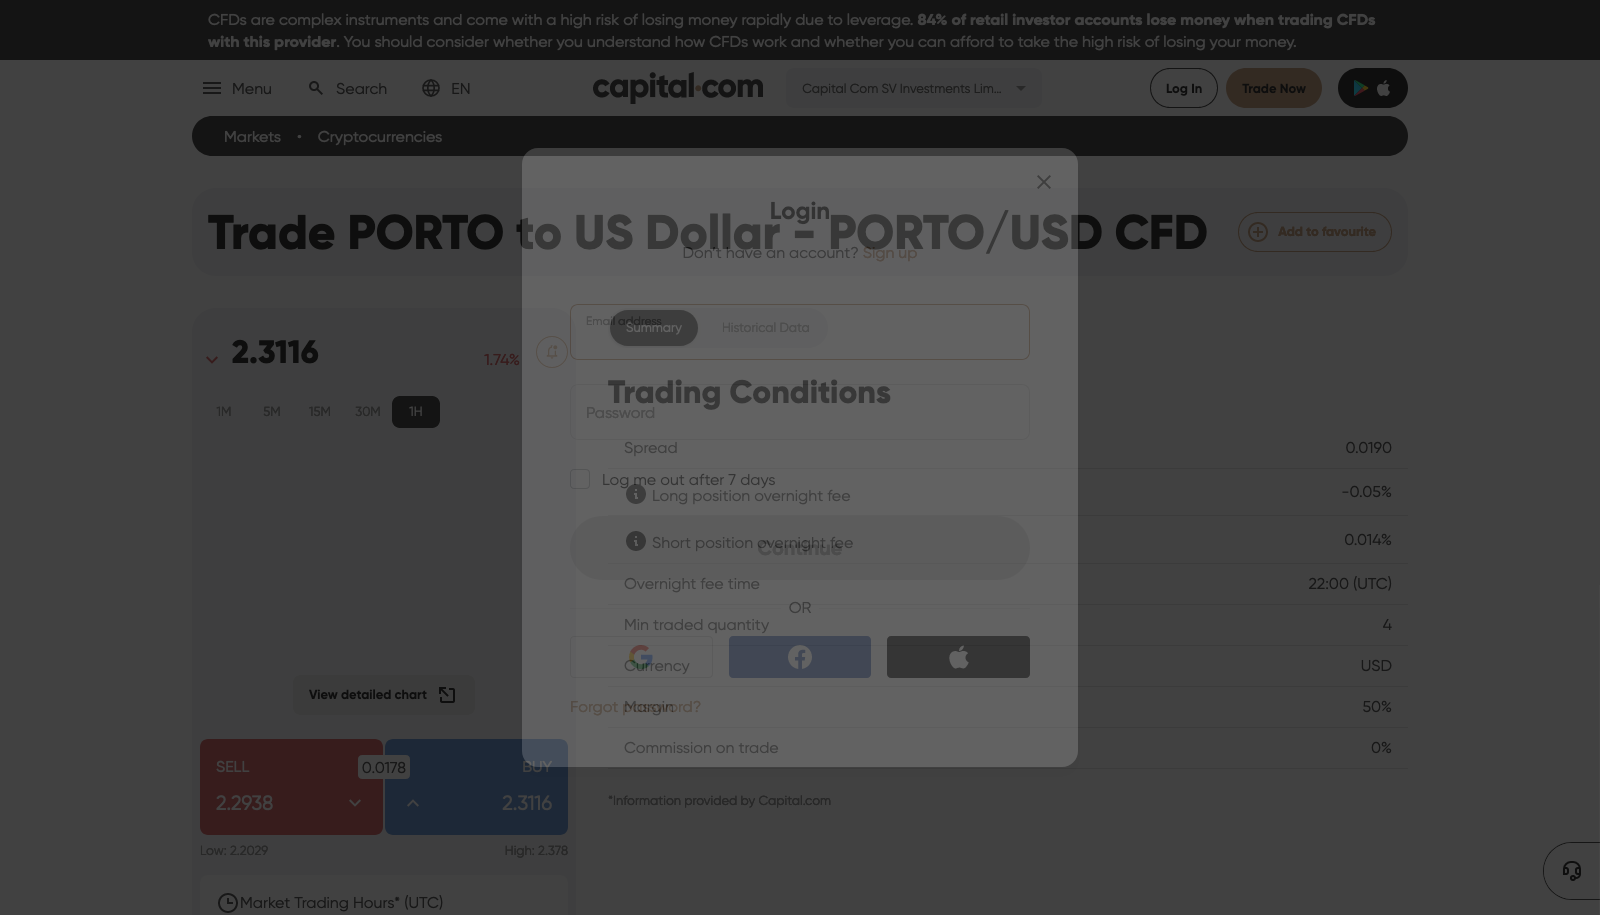 CFDs are complex instruments and come with a high risk of losing money rapidly due to leverage. 84% of retail investor accounts lose money when trading CFDs
with this provider. You should consider whether you understand how CFDs work and whether you can afford to take the high risk of losing your money.
Menu
Search
EN
capital.com
Capital Com SV Investments Lim...
Log In
Trade Now
Markets • Cryptocurrencies
Login
Trade PORTO to US Dollar - PORTO/USD CFD
Add to favourite
Don't have an account? Sign up
Email address
Summary
Historical Data
2.3116
1.74%
1M
5M
15M
30M
1H
Trading Conditions
Password
Spread
0.0190
Log me out after 7 days
Long position overnight fee
-0.05%
Short position overnight fee
0.014%
Continue
Overnight fee time
22:00 (UTC)
OR
Min traded quantity
4
Currency
USD
Forgot password?
Margin
50%
Commission on trade
0%
*Information provided by Capital.com
View detailed chart
SELL
0.0178
BUY
2.2938
2.3116
Low: 2.2029
High: 2.378
Market Trading Hours* (UTC)